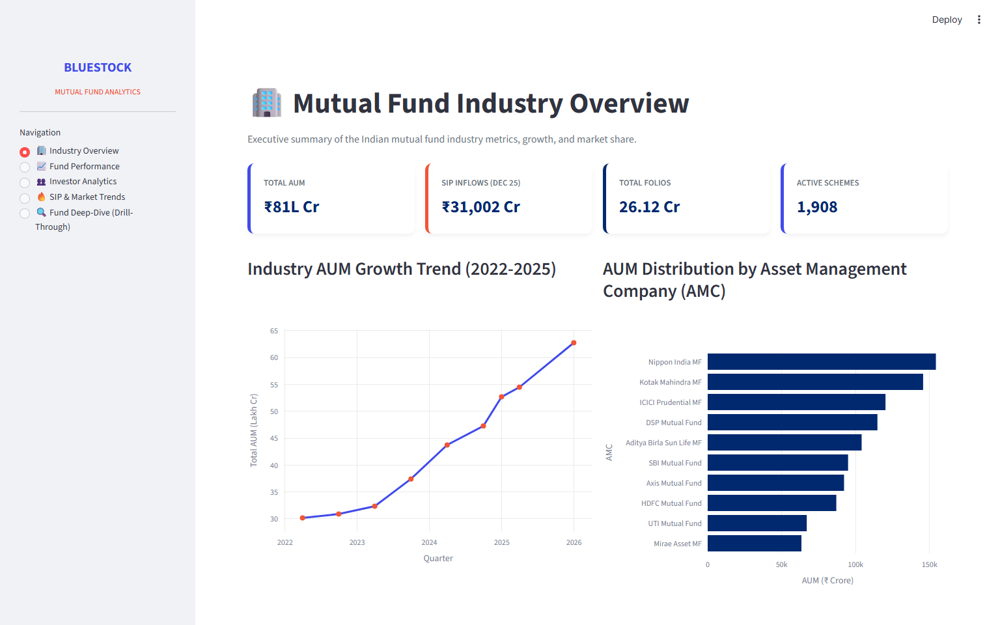 Deploy
BLUESTOCK
MUTUAL FUND ANALYTICS
Navigation
Industry Overview
Fund Performance
Investor Analytics
SIP & Market Trends
Fund Deep-Dive (Drill-
Through)
Mutual Fund Industry Overview
Executive summary of the Indian mutual fund industry metrics, growth, and market share.
TOTAL AUM
₹81L Cr
SIP INFLOWS (DEC 25)
₹31,002 Cr
TOTAL FOLIOS
26.12 Cr
ACTIVE SCHEMES
1,908
Industry AUM Growth Trend (2022-2025)
65
60
55
50
45
40
35
30
Total AUM (Lakh Cr)
2022 2023 2024 2025 2026
Quarter
AUM Distribution by Asset Management
Company (AMC)
AMC
Nippon India MF
Kotak Mahindra MF
ICICI Prudential MF
DSP Mutual Fund
Aditya Birla Sun Life MF
SBI Mutual Fund
Axis Mutual Fund
HDFC Mutual Fund
UTI Mutual Fund
Mirae Asset MF
0 50k 100k 150k
AUM (₹ Crore)